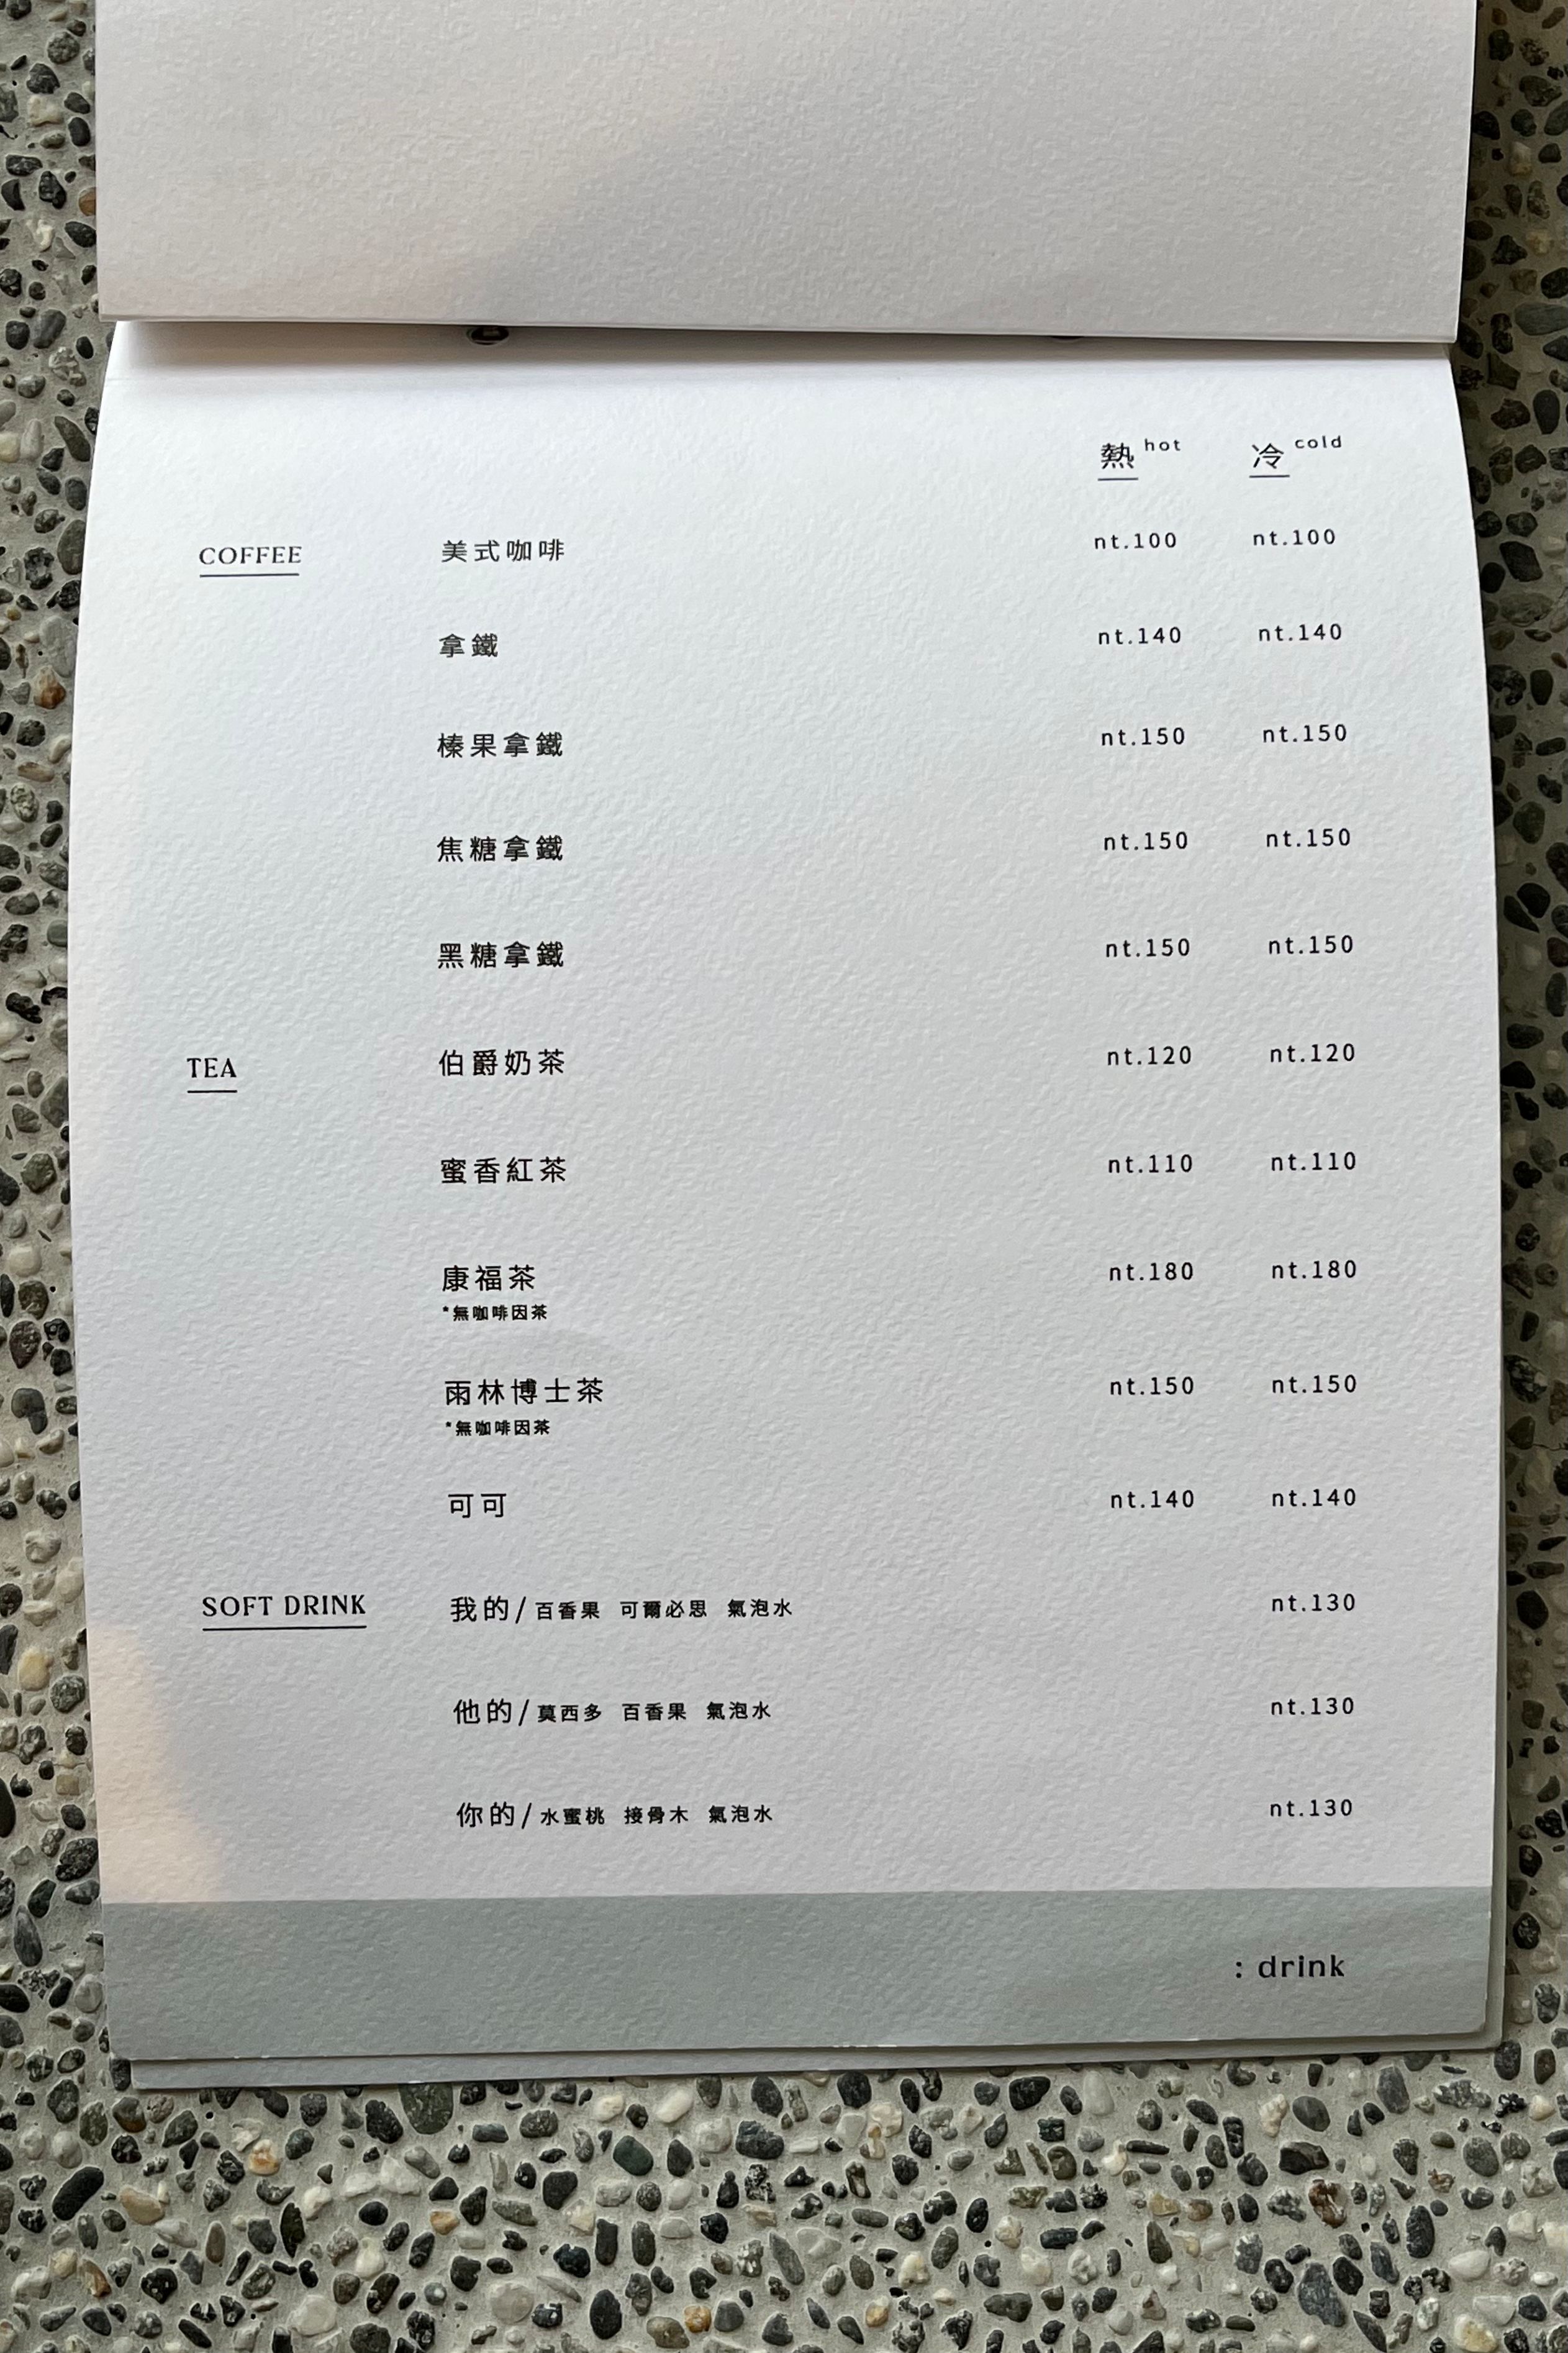 熱 hot 冷 cold
COFFEE 美式咖啡 nt.100 nt.100
拿鐵 nt.140 nt.140
榛果拿鐵 nt.150 nt.150
焦糖拿鐵 nt.150 nt.150
黑糖拿鐵 nt.150 nt.150
TEA 伯爵奶茶 nt.120 nt.120
蜜香紅茶 nt.110 nt.110
康福茶 nt.180 nt.180
*無咖啡因茶
雨林博士茶 nt.150 nt.150
*無咖啡因茶
可可 nt.140 nt.140
SOFT DRINK 我的/百香果 可爾必思 氣泡水 nt.130
他的/莫西多 百香果 氣泡水 nt.130
你的/水蜜桃 接骨木 氣泡水 nt.130
: drink